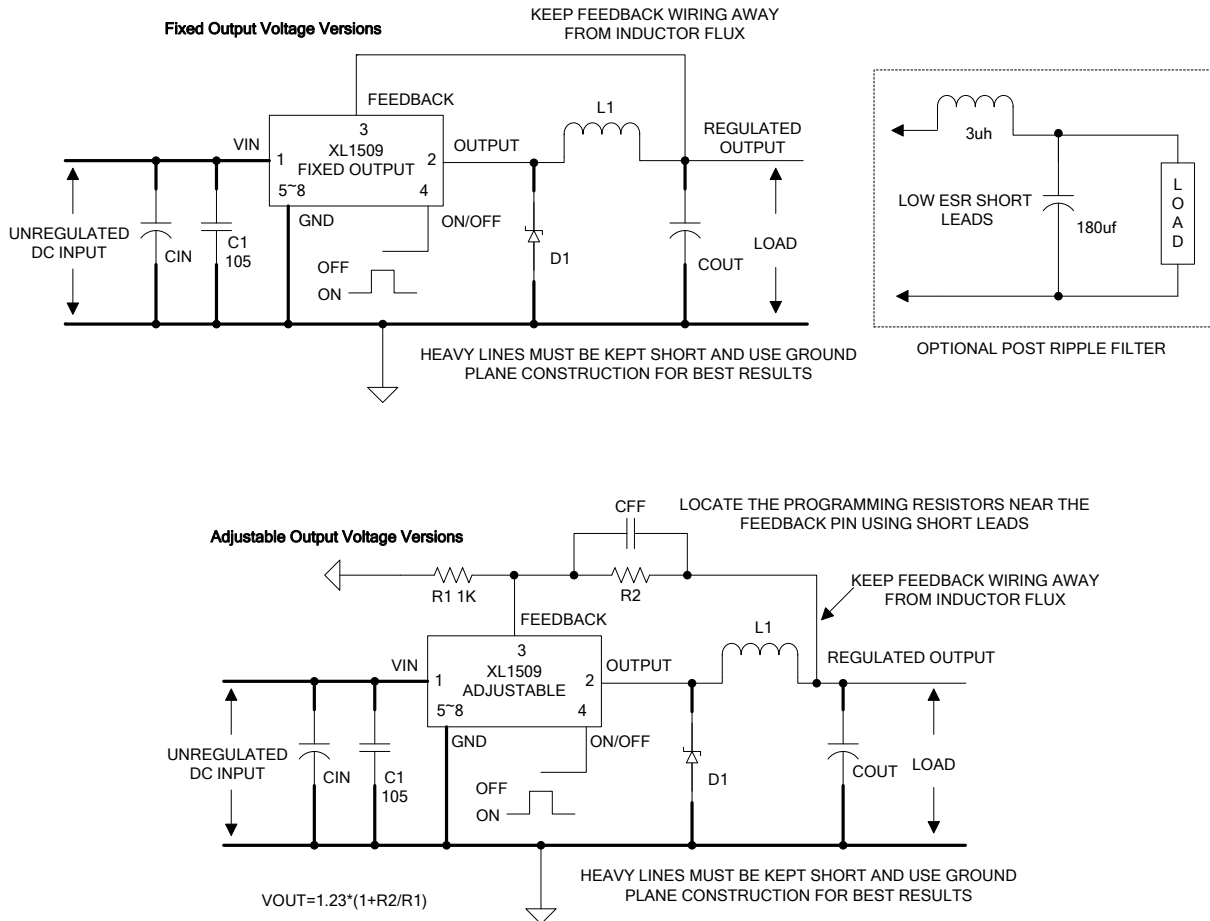 Fixed Output Voltage Versions
KEEP FEEDBACK WIRING AWAY
FROM INDUCTOR FLUX
FEEDBACK
3
XL1509
FIXED OUTPUT
VIN
1
2
OUTPUT
5~8
4
GND
ON/OFF
L1
REGULATED
OUTPUT
UNREGULATED
DC INPUT
CIN
C1
105
OFF
ON
D1
COUT
LOAD
HEAVY LINES MUST BE KEPT SHORT AND USE GROUND
PLANE CONSTRUCTION FOR BEST RESULTS
3uh
LOW ESR SHORT
LEADS
180uf
LOAD
OPTIONAL POST RIPPLE FILTER
Adjustable Output Voltage Versions
CFF
LOCATE THE PROGRAMMING RESISTORS NEAR THE
FEEDBACK PIN USING SHORT LEADS
R1 1K
R2
KEEP FEEDBACK WIRING AWAY
FROM INDUCTOR FLUX
FEEDBACK
3
XL1509
ADJUSTABLE
VIN
1
2
OUTPUT
5~8
4
GND
ON/OFF
L1
REGULATED OUTPUT
UNREGULATED
DC INPUT
CIN
C1
105
OFF
ON
D1
COUT
LOAD
HEAVY LINES MUST BE KEPT SHORT AND USE GROUND
PLANE CONSTRUCTION FOR BEST RESULTS
VOUT=1.23*(1+R2/R1)